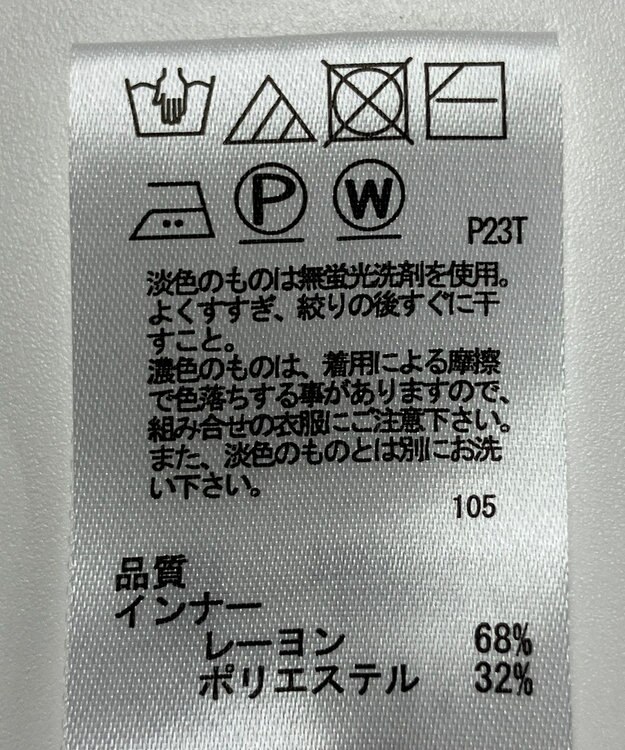 P
W
P23T
淡色のものは無蛍光洗剤を使用。
よくすすぎ、絞りの後すぐに干
すこと。
濃色のものは、着用による摩擦
で色落ちする事がありますので、
組み合せの衣服にご注意下さい。
また、淡色のものとは別にお洗
い下さい。
105
品質
インナー
レーヨン 68%
ポリエステル 32%